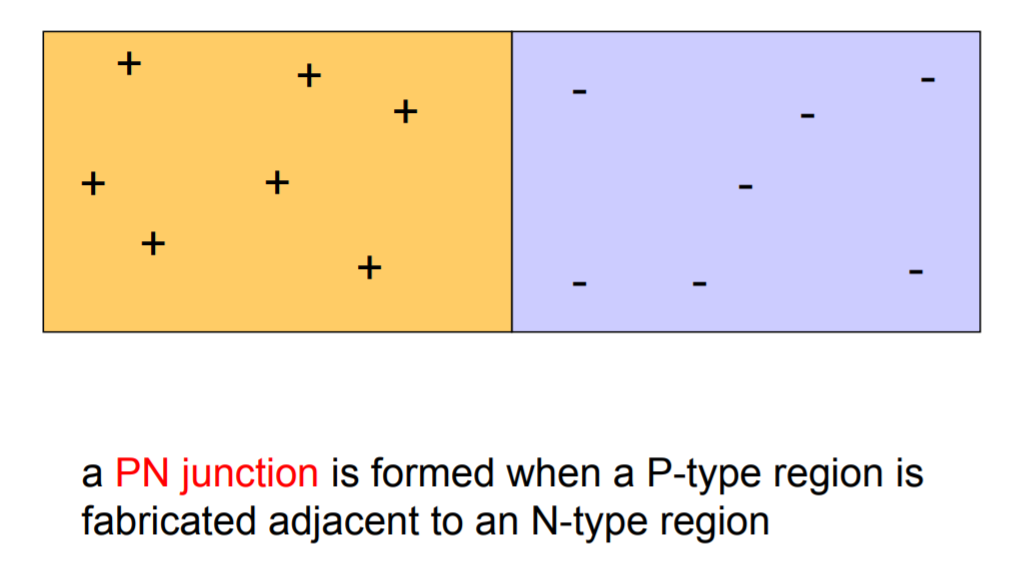 a PN junction is formed when a P-type region is
fabricated adjacent to an N-type region